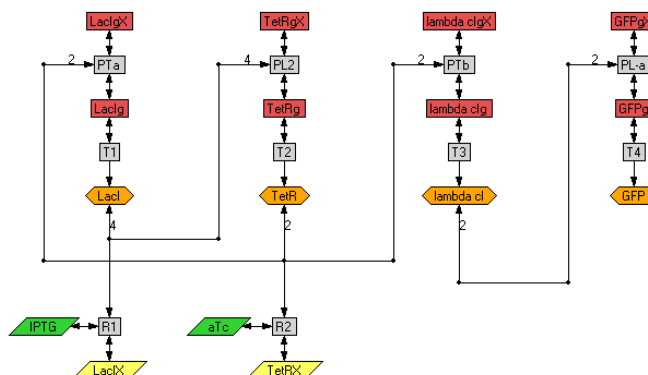 LacIgX TetRgX lambda cIgX GFPgX
2 PTa 4 PL2 2 PTb 2 PL-a
LacIg TetRg lambda cIg GFPg
T1 T2 T3 T4
LacI TetR lambda cI GFP
4 2 2
IPTG R1 aTc R2
LacIX TetRX